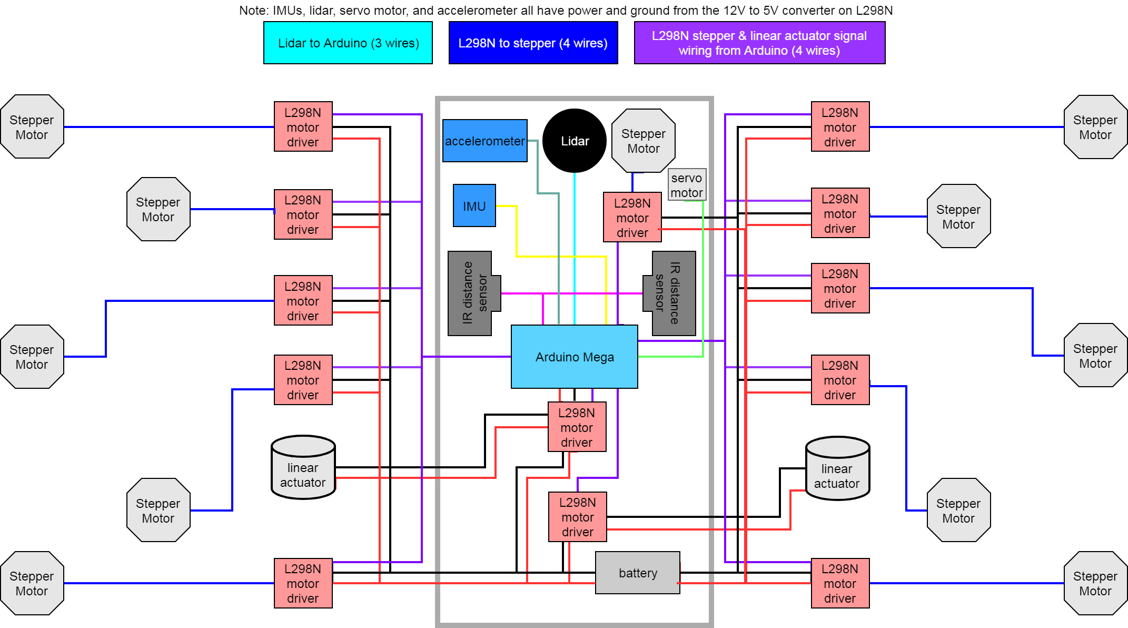 Note: IMUs, lidar, servo motor, and accelerometer all have power and ground from the 12V to 5V converter on L298N
Lidar to Arduino (3 wires)
L298N to stepper (4 wires)
L298N stepper & linear actuator signal
wiring from Arduino (4 wires)
Stepper
Motor
L298N
motor
driver
accelerometer
Lidar
Stepper
Motor
L298N
motor
driver
Stepper
Motor
servo
motor
Stepper
Motor
L298N
motor
driver
IMU
L298N
motor
driver
L298N
motor
driver
Stepper
Motor
L298N
motor
driver
IR distance
sensor
IR distance
sensor
L298N
motor
driver
Stepper
Motor
Arduino Mega
Stepper
Motor
L298N
motor
driver
L298N
motor
driver
L298N
motor
driver
linear
actuator
linear
actuator
Stepper
Motor
L298N
motor
driver
Stepper
Motor
Stepper
Motor
L298N
motor
driver
battery
L298N
motor
driver
Stepper
Motor